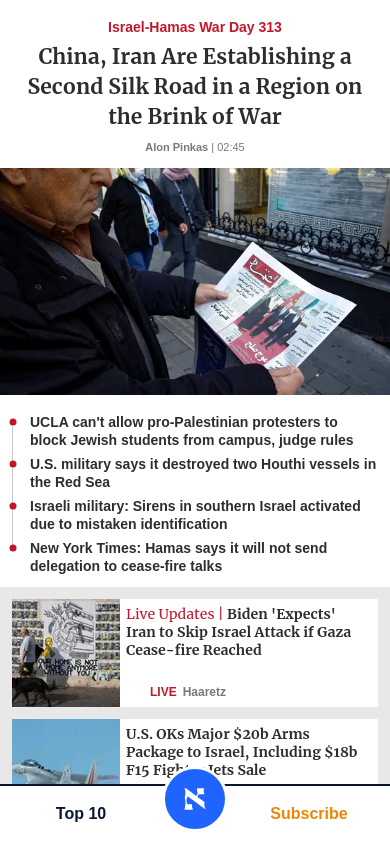 Israel-Hamas War Day 313
China, Iran Are Establishing a
Second Silk Road in a Region on
the Brink of War
Alon Pinkas | 02:45
UCLA can't allow pro-Palestinian protesters to
block Jewish students from campus, judge rules
U.S. military says it destroyed two Houthi vessels in
the Red Sea
Israeli military: Sirens in southern Israel activated
due to mistaken identification
New York Times: Hamas says it will not send
delegation to cease-fire talks
OUR HOME IS NOT
A HOME ANYMORE
WITHOUT YOU
Live Updates | Biden 'Expects'
Iran to Skip Israel Attack if Gaza
Cease-fire Reached
LIVE Haaretz
U.S. OKs Major $20b Arms
Package to Israel, Including $18b
F15 Jets Sale
Top 10
א
Subscribe